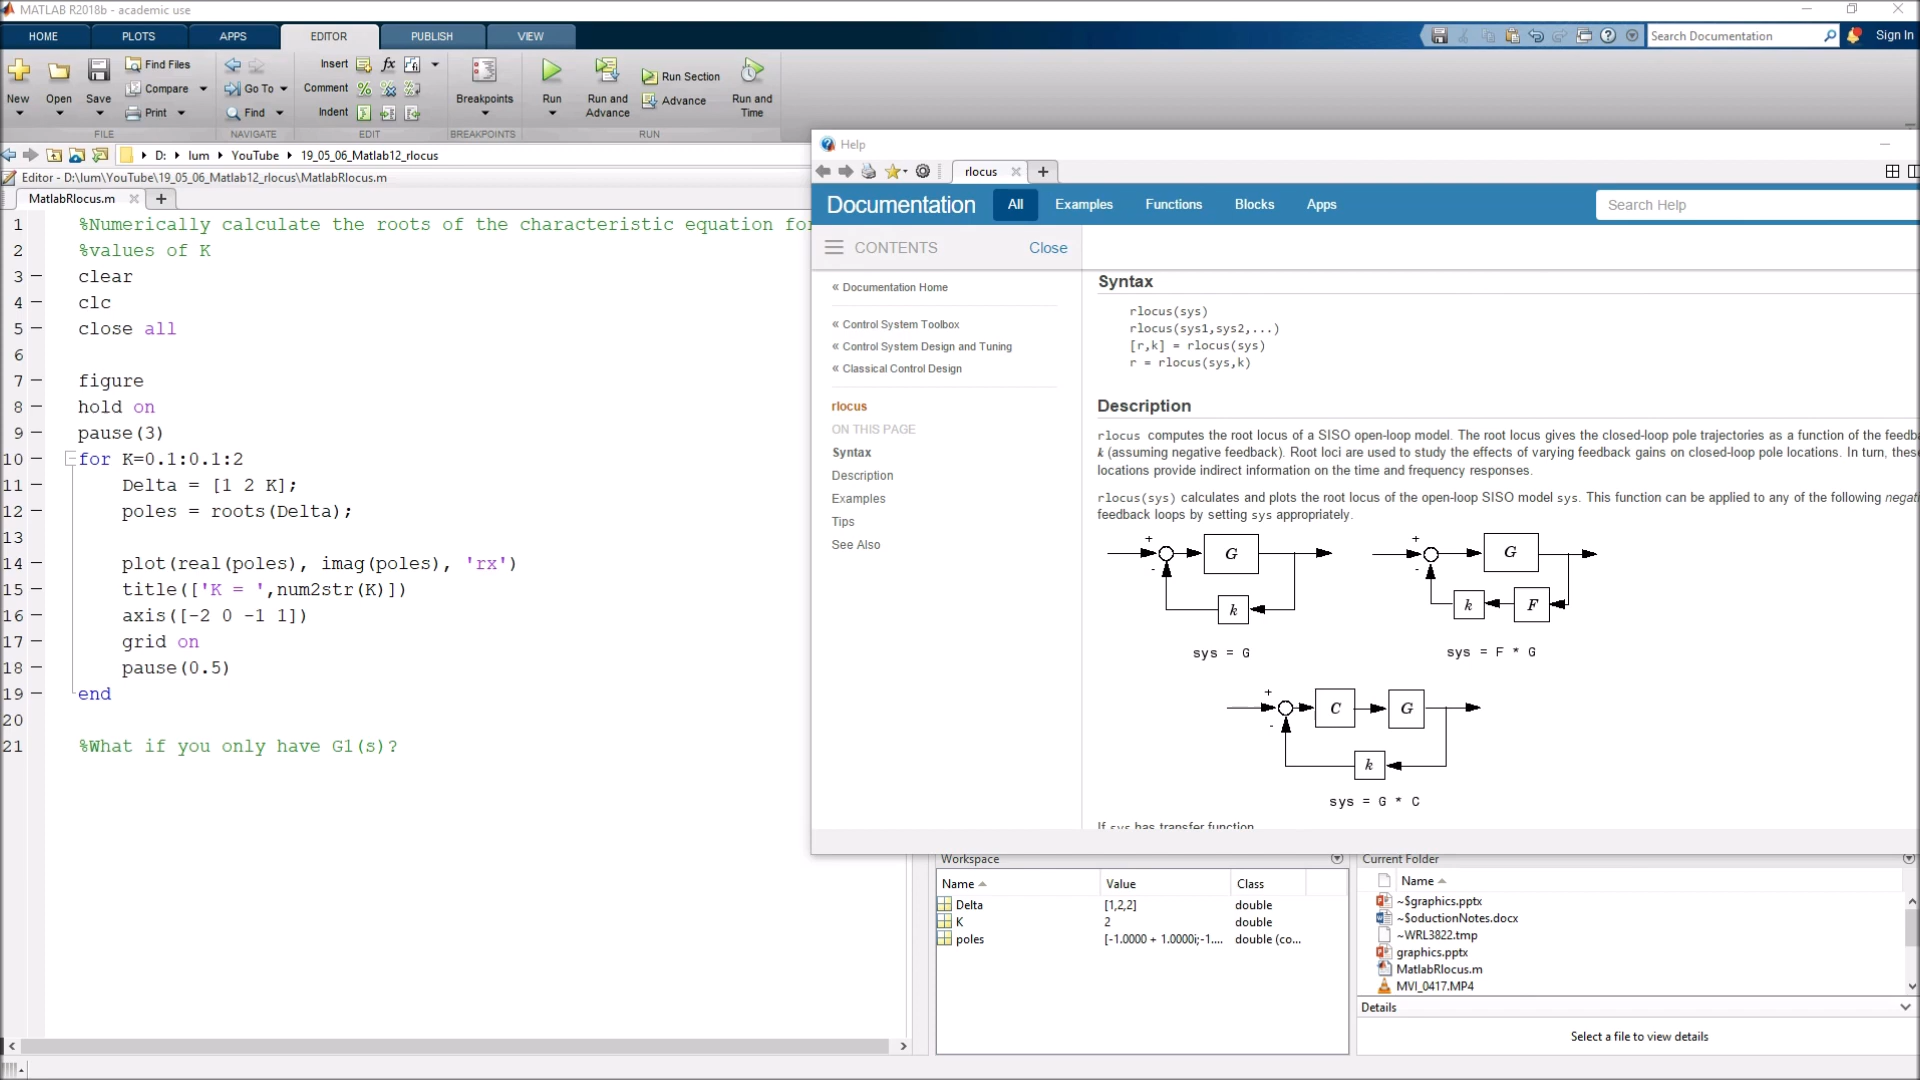 MATLAB R2018b - academic use
HOME PLOTS APPS EDITOR PUBLISH VIEW
Search Documentation
Sign In
New
Open
Save
Find Files
Compare
Print
FILE
Go To
Find
NAVIGATE
Insert
Comment
Indent
EDIT
Breakpoints
BREAKPOINTS
Run
Run and
Advance
Run Section
Advance
Run and
Time
RUN
D: lum YouTube 19_05_06_Matlab12_rlocus
Editor - D:\lum\YouTube\19_05_06_Matlab12_rlocus\MatlabRlocus.m
MatlabRlocus.m
1 %Numerically calculate the roots of the characteristic equation
2 %values of K
3 clear
4 clc
5 close all
6
7 figure
8 hold on
9 pause(3)
10 for K=0.1:0.1:2
11 Delta = [1 2 K];
12 poles = roots(Delta);
13
14 plot(real(poles), imag(poles), 'rx')
15 title(['K = ',num2str(K)])
16 axis([-2 0 -1 1])
17 grid on
18 pause(0.5)
19 end
20
21 %What if you only have G1(s)?
Help
rlocus
Documentation All Examples Functions Blocks Apps
Search Help
CONTENTS Close
« Documentation Home
« Control System Toolbox
« Control System Design and Tuning
« Classical Control Design
rlocus
ON THIS PAGE
Syntax
Description
Examples
Tips
See Also
Syntax
rlocus(sys)
rlocus(sys1,sys2,...)
[r,k] = rlocus(sys)
r = rlocus(sys,k)
Description
rlocus computes the root locus of a SISO open-loop model. The root locus gives the closed-loop pole trajectories as a function of the
k (assuming negative feedback). Root loci are used to study the effects of varying feedback gains on closed-loop pole locations. In turn,
locations provide indirect information on the time and frequency responses.
rlocus(sys) calculates and plots the root locus of the open-loop SISO model sys. This function can be applied to any of the following
feedback loops by setting sys appropriately.
+ G
- k
sys = G
+ G
- k F
sys = F * G
+ C G
- k
sys = G * C
If sys has transfer function
Workspace
Name Value Class
Delta [1,2,2] double
K 2 double
poles [-1.0000 + 1.0000i;-1.... double (co...
Current Folder
Name
~$graphics.pptx
~$oductionNotes.docx
~WRL3822.tmp
graphics.pptx
MatlabRlocus.m
MVI_0417.MP4
Details
Select a file to view details